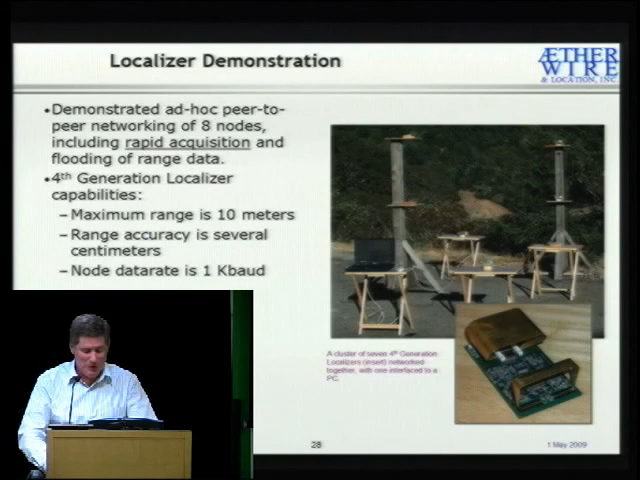 Localizer Demonstration
ÆTHER
WIRE
& LOCATION, INC.
•Demonstrated ad-hoc peer-to-
peer networking of 8 nodes,
including rapid acquisition and
flooding of range data.
•4th Generation Localizer
capabilities:
–Maximum range is 10 meters
–Range accuracy is several
centimeters
–Node datarate is 1 Kbaud
A cluster of seven 4th Generation
Localizers (insert) networked
together, with one interfaced to a
PC.
28
1 May 2009